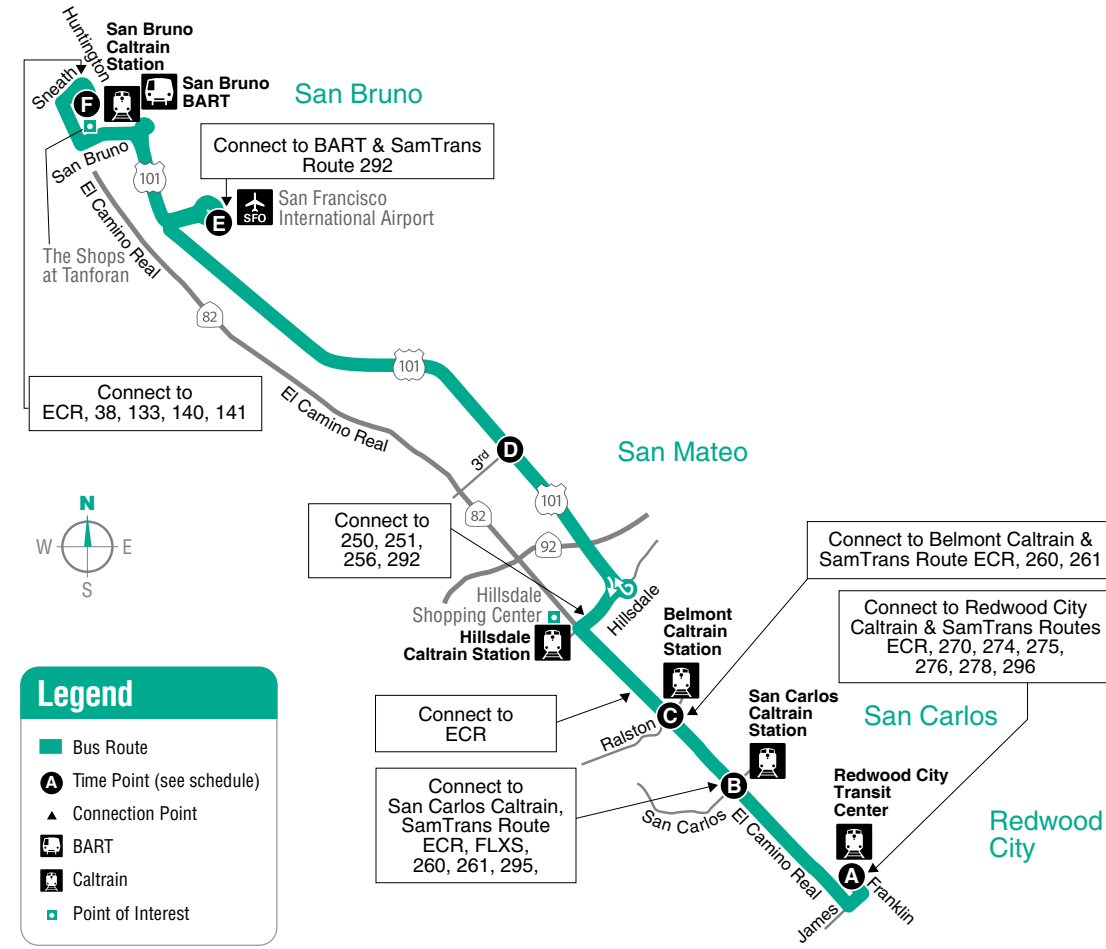 Huntington
San Bruno
Caltrain
Station
Sneath
F
San Bruno
BART
San Bruno
Connect to BART & SamTrans
Route 292
San Bruno
101
El Camino Real
E
SFO
San Francisco
International Airport
The Shops
at Tanforan
82
101
Connect to
ECR, 38, 133, 140, 141
El Camino Real
D
3rd
San Mateo
101
82
92
N
W
E
S
Connect to
250, 251,
256, 292
Connect to Belmont Caltrain &
SamTrans Route ECR, 260, 261
Hillsdale
Shopping Center
Hillsdale
Hillsdale
Caltrain Station
Belmont
Caltrain
Station
Connect to Redwood City
Caltrain & SamTrans Routes
ECR, 270, 274, 275,
276, 278, 296
Connect to
ECR
Ralston
C
San Carlos
Caltrain
Station
San Carlos
Connect to
San Carlos Caltrain,
SamTrans Route
ECR, FLXS,
260, 261, 295,
B
San Carlos
El Camino Real
Redwood City
Transit
Center
Redwood
City
A
Franklin
James
Legend
Bus Route
A
Time Point (see schedule)
Connection Point
BART
Caltrain
Point of Interest